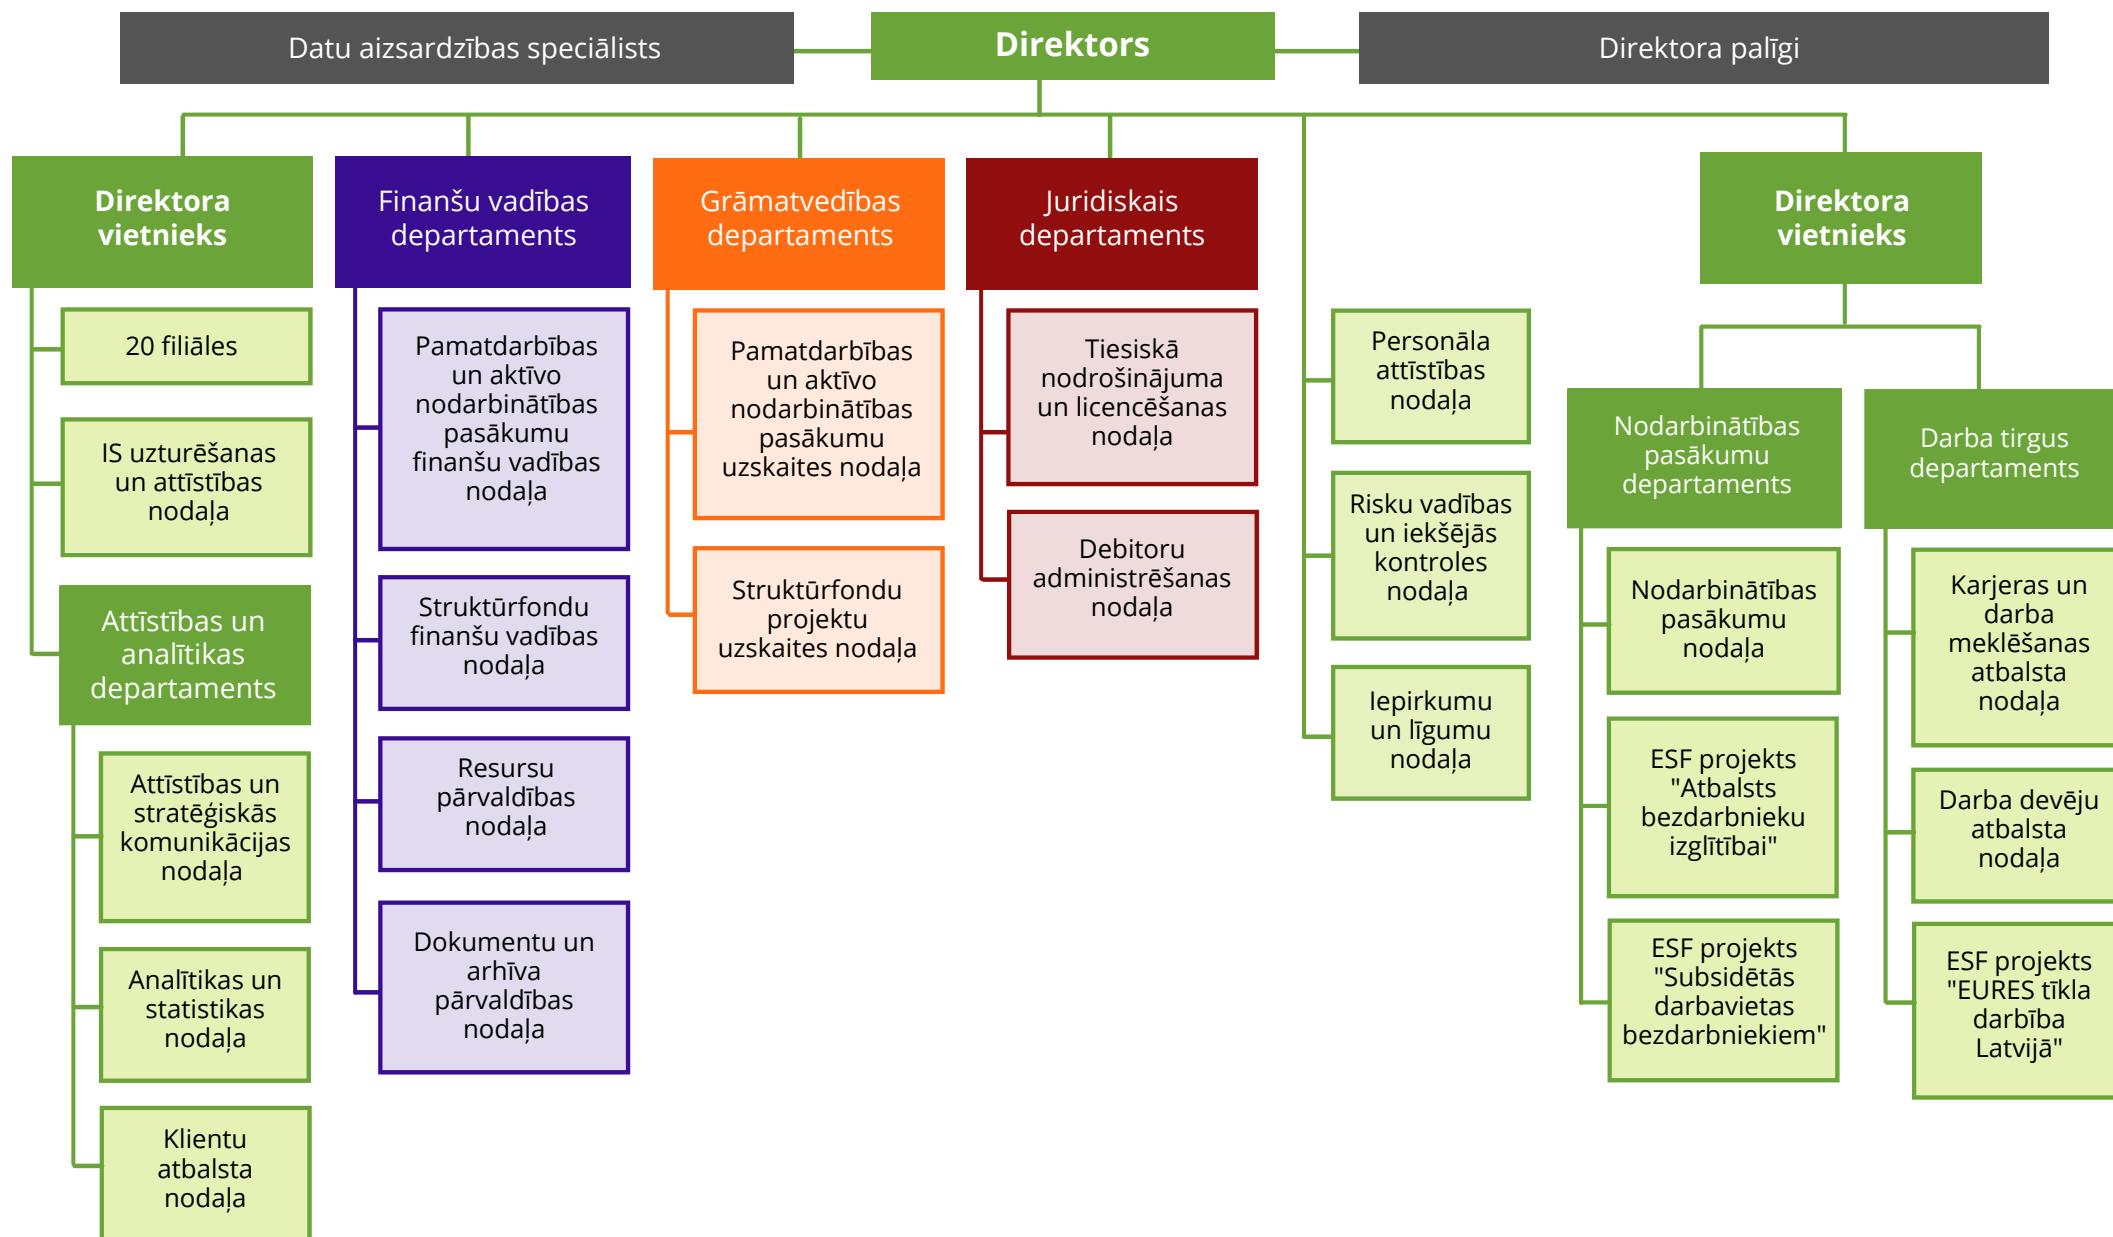 Datu aizsardzības speciālists
Direktors
Direktora palīgi
Direktora
vietnieks
20 filiāles
IS uzturēšanas
un attīstības
nodaļa
Attīstības un
analītikas
departaments
Attīstības un
stratēģiskās
komunikācijas
nodaļa
Analītikas un
statistikas
nodaļa
Klientu
atbalsta
nodaļa
Finanšu vadības
departaments
Pamatdarbības
un aktīvo
nodarbinātības
pasākumu
finanšu vadības
nodaļa
Struktūrfondu
finanšu vadības
nodaļa
Resursu
pārvaldības
nodaļa
Dokumentu un
arhīva
pārvaldības
nodaļa
Grāmatvedības
departaments
Pamatdarbības
un aktīvo
nodarbinātības
pasākumu
uzskaites nodaļa
Struktūrfondu
projektu
uzskaites nodaļa
Juridiskais
departaments
Tiesiskā
nodrošinājuma
un licencēšanas
nodaļa
Debitoru
administrēšanas
nodaļa
Personāla
attīstības
nodaļa
Risku vadības
un iekšējās
kontroles
nodaļa
Iepirkumu
un līgumu
nodaļa
Direktora
vietnieks
Nodarbinātības
pasākumu
departaments
Nodarbinātības
pasākumu
nodaļa
ESF projekts
"Atbalsts
bezdarbnieku
izglītībai"
ESF projekts
"Subsidētās
darbavietas
bezdarbniekiem"
Darba tirgus
departaments
Karjeras un
darba
meklēšanas
atbalsta
nodaļa
Darba devēju
atbalsta
nodaļa
ESF projekts
"EURES tīkla
darbība
Latvijā"